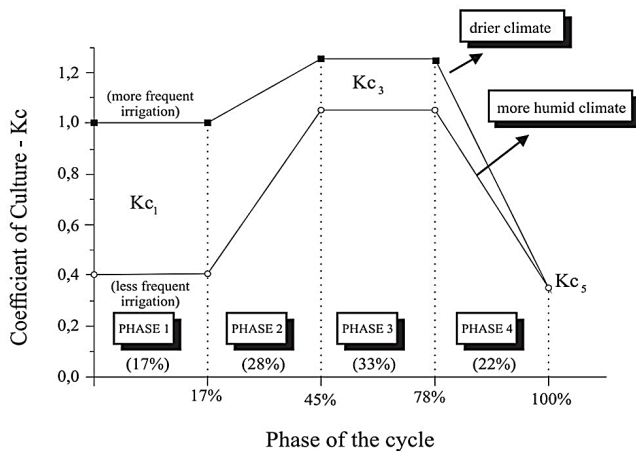 drier climate
1,2
Kc3
(more frequent
irrigation)
more humid climate
1,0
Coefficient of Culture - Kc
0,8
Kc1
0,6
0,4
Kc5
(less frequent
irrigation)
0,2
PHASE 1
PHASE 2
PHASE 3
PHASE 4
(17%)
(28%)
(33%)
(22%)
0,0
17%
45%
78%
100%
Phase of the cycle